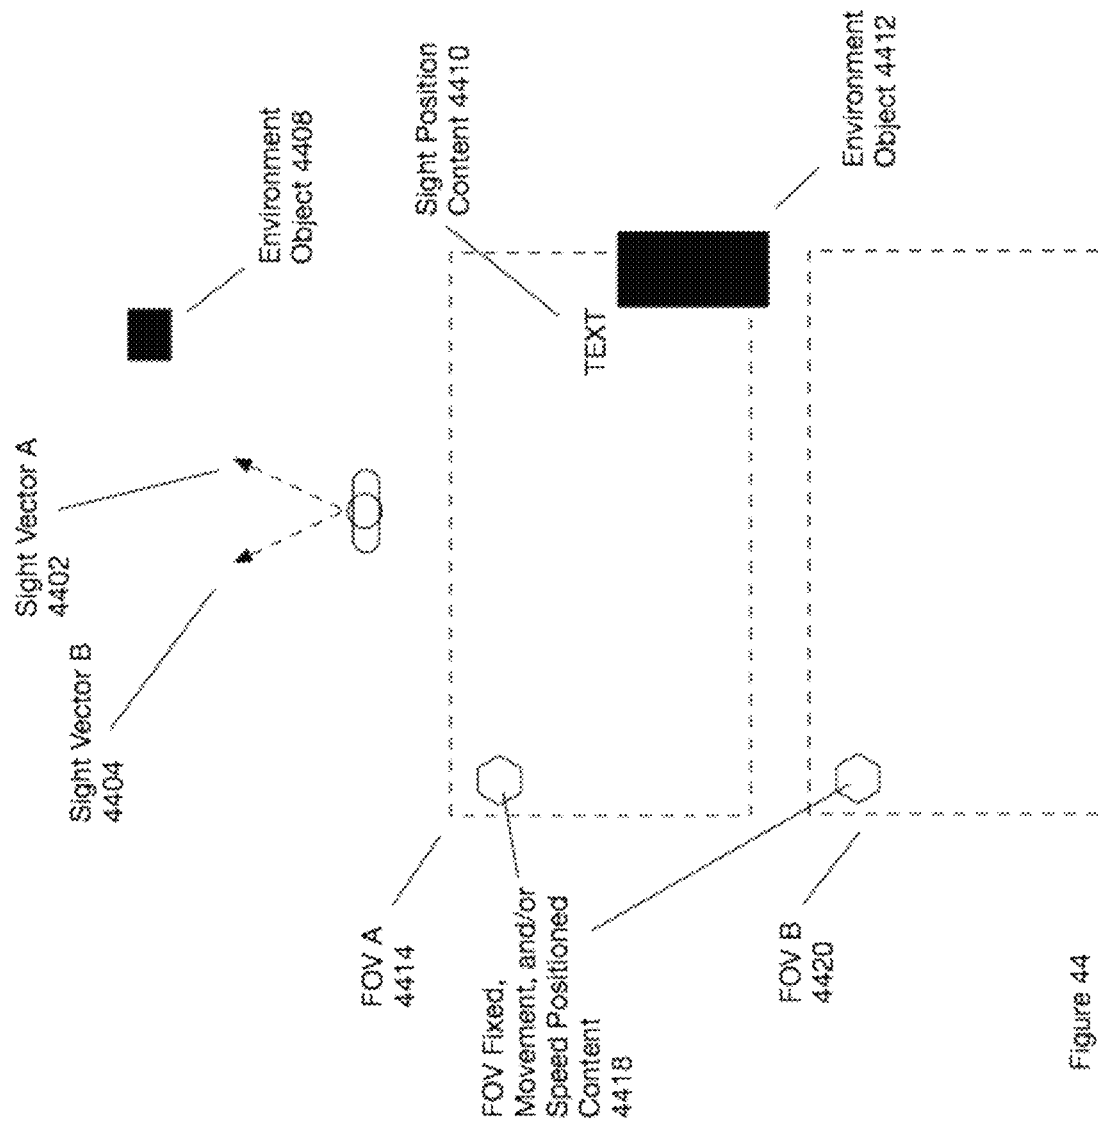 Sight Vector A
4402
Sight Vector B
4404
Environment
Object 4408
Sight Position
Content 4410
FOV A
4414
TEXT
Environment
Object 4412
FOV Fixed,
Movement, and/or
Speed Positioned
Content
4418
FOV B
4420
Figure 44